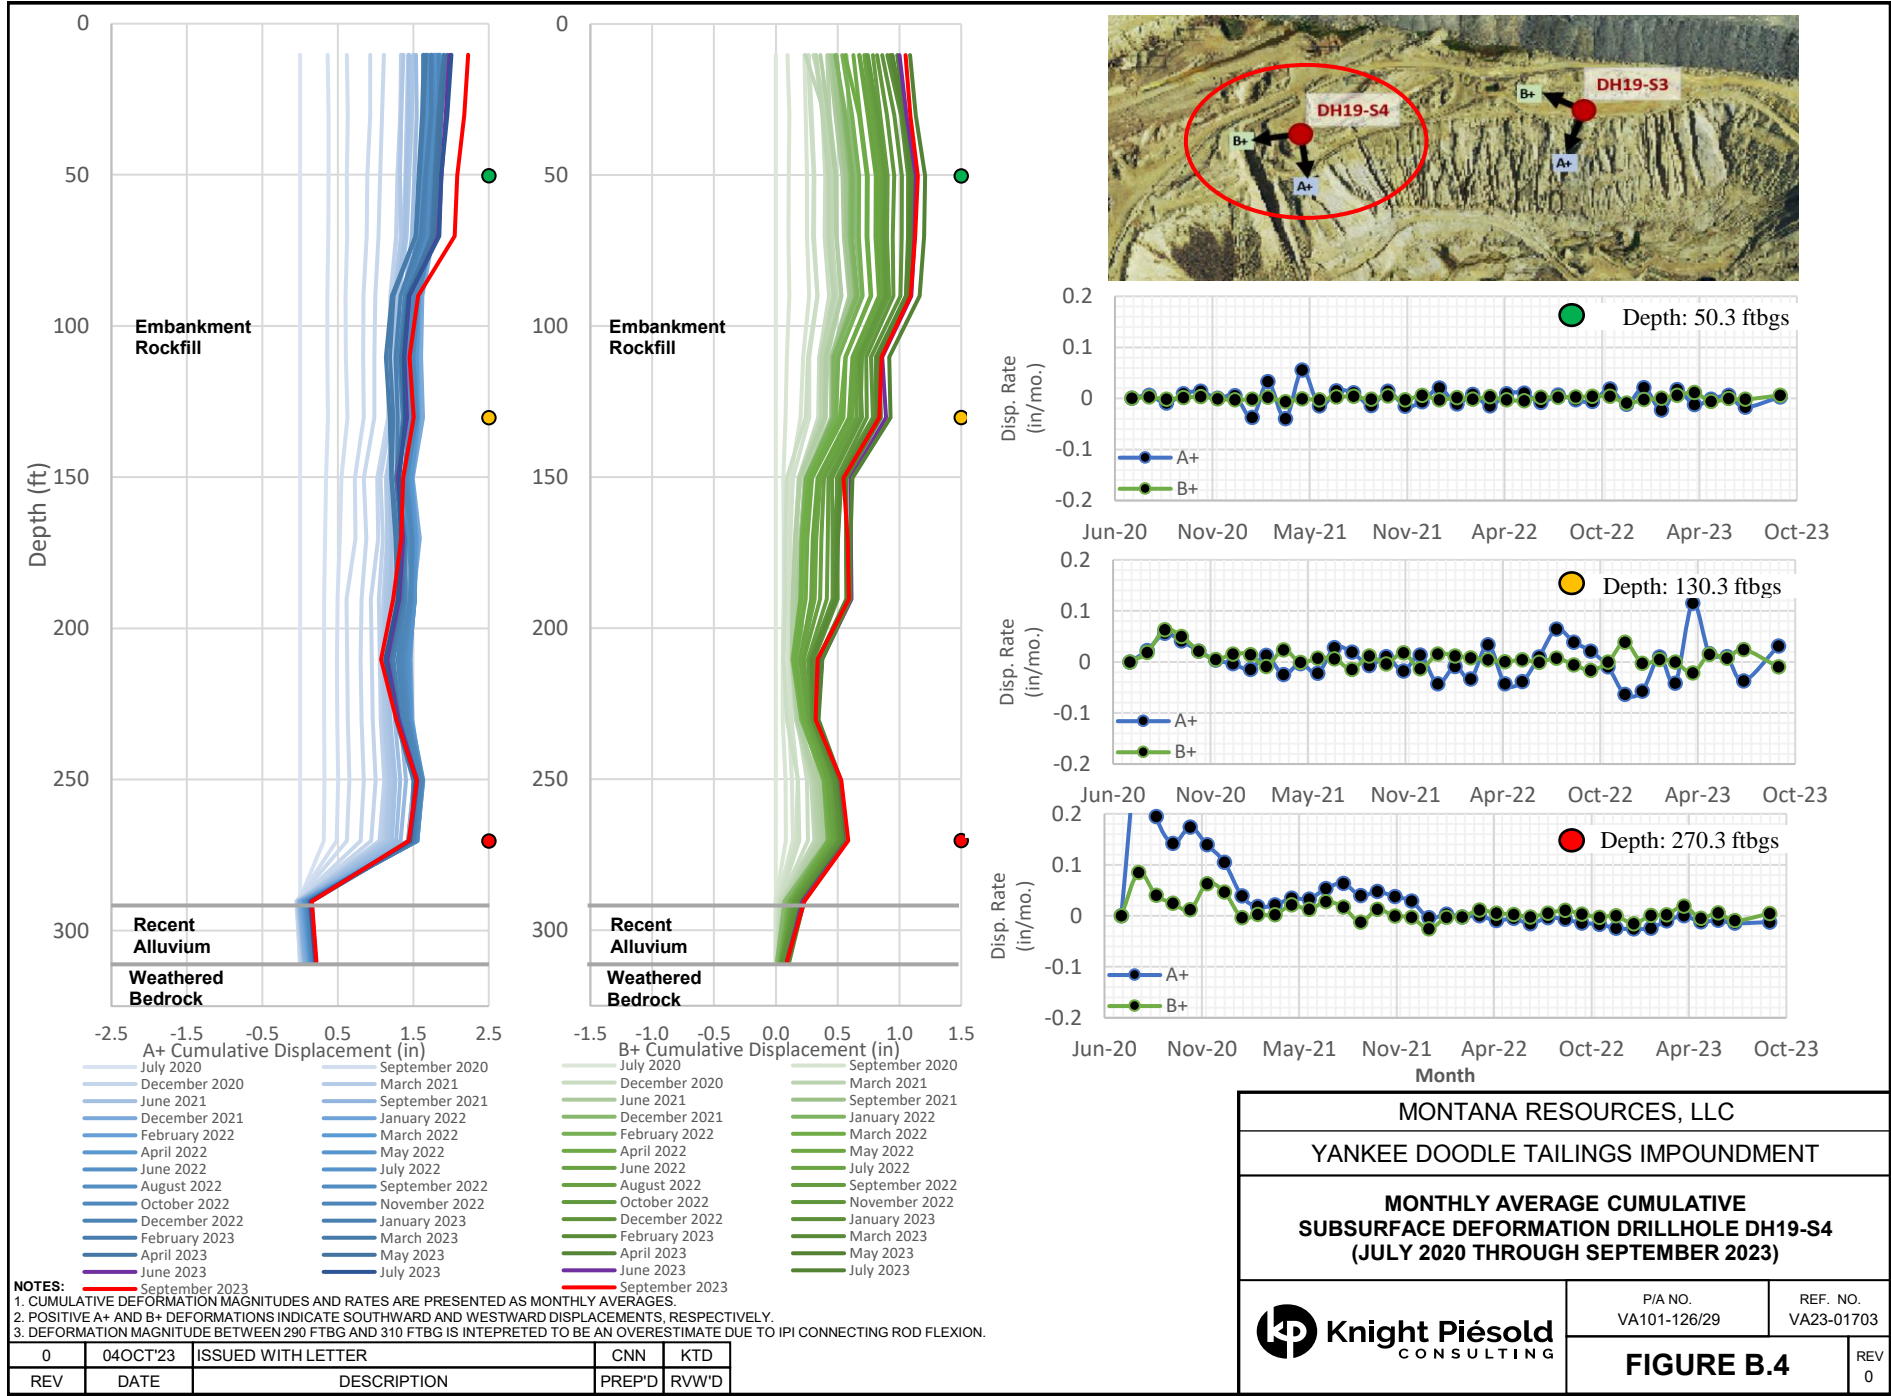 0
50
100
150
200
250
300
Depth (ft)
Embankment
Rockfill
Recent
Alluvium
Weathered
Bedrock
-2.5 -1.5 -0.5 0.5 1.5 2.5
A+ Cumulative Displacement (in)
July 2020 September 2020
December 2020 March 2021
June 2021 September 2021
December 2021 January 2022
February 2022 March 2022
April 2022 May 2022
June 2022 July 2022
August 2022 September 2022
October 2022 November 2022
December 2022 January 2023
February 2023 March 2023
April 2023 May 2023
June 2023 July 2023
September 2023
0
50
100
150
200
250
300
Embankment
Rockfill
Recent
Alluvium
Weathered
Bedrock
-1.5 -1.0 -0.5 0.0 0.5 1.0 1.5
B+ Cumulative Displacement (in)
July 2020 September 2020
December 2020 March 2021
June 2021 September 2021
December 2021 January 2022
February 2022 March 2022
April 2022 May 2022
June 2022 July 2022
August 2022 September 2022
October 2022 November 2022
December 2022 January 2023
February 2023 March 2023
April 2023 May 2023
June 2023 July 2023
September 2023
DH19-S4
B+
A+
DH19-S3
B+
A+
0.2
0.1
0
-0.1
-0.2
Disp. Rate
(in/mo.)
Depth: 50.3 ftbgs
A+
B+
Jun-20 Nov-20 May-21 Nov-21 Apr-22 Oct-22 Apr-23 Oct-23
0.2
0.1
0
-0.1
-0.2
Disp. Rate
(in/mo.)
Depth: 130.3 ftbgs
A+
B+
Jun-20 Nov-20 May-21 Nov-21 Apr-22 Oct-22 Apr-23 Oct-23
0.2
0.1
0
-0.1
-0.2
Disp. Rate
(in/mo.)
Depth: 270.3 ftbgs
A+
B+
Jun-20 Nov-20 May-21 Nov-21 Apr-22 Oct-22 Apr-23 Oct-23
Month
NOTES:
1. CUMULATIVE DEFORMATION MAGNITUDES AND RATES ARE PRESENTED AS MONTHLY AVERAGES.
2. POSITIVE A+ AND B+ DEFORMATIONS INDICATE SOUTHWARD AND WESTWARD DISPLACEMENTS, RESPECTIVELY.
3. DEFORMATION MAGNITUDE BETWEEN 290 FTBG AND 310 FTBG IS INTEPRETED TO BE AN OVERESTIMATE DUE TO IPI CONNECTING ROD FLEXION.
0 04OCT'23 ISSUED WITH LETTER CNN KTD
REV DATE DESCRIPTION PREP'D RVW'D
MONTANA RESOURCES, LLC
YANKEE DOODLE TAILINGS IMPOUNDMENT
MONTHLY AVERAGE CUMULATIVE
SUBSURFACE DEFORMATION DRILLHOLE DH19-S4
(JULY 2020 THROUGH SEPTEMBER 2023)
kp Knight Piésold
CONSULTING
P/A NO.
VA101-126/29
REF. NO.
VA23-01703
FIGURE B.4
REV
0